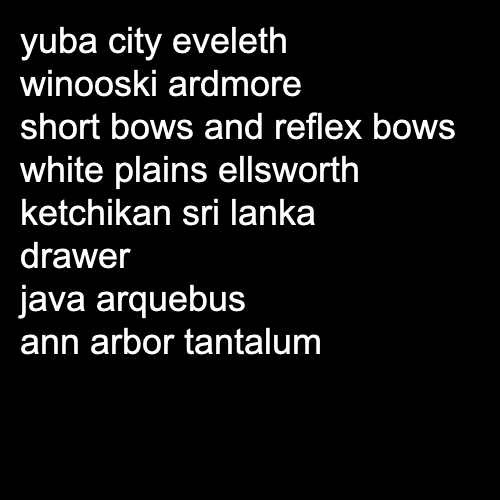 yuba city eveleth
winooski ardmore
short bows and reflex bows
white plains ellsworth
ketchikan sri lanka
drawer
java arquebus
ann arbor tantalum